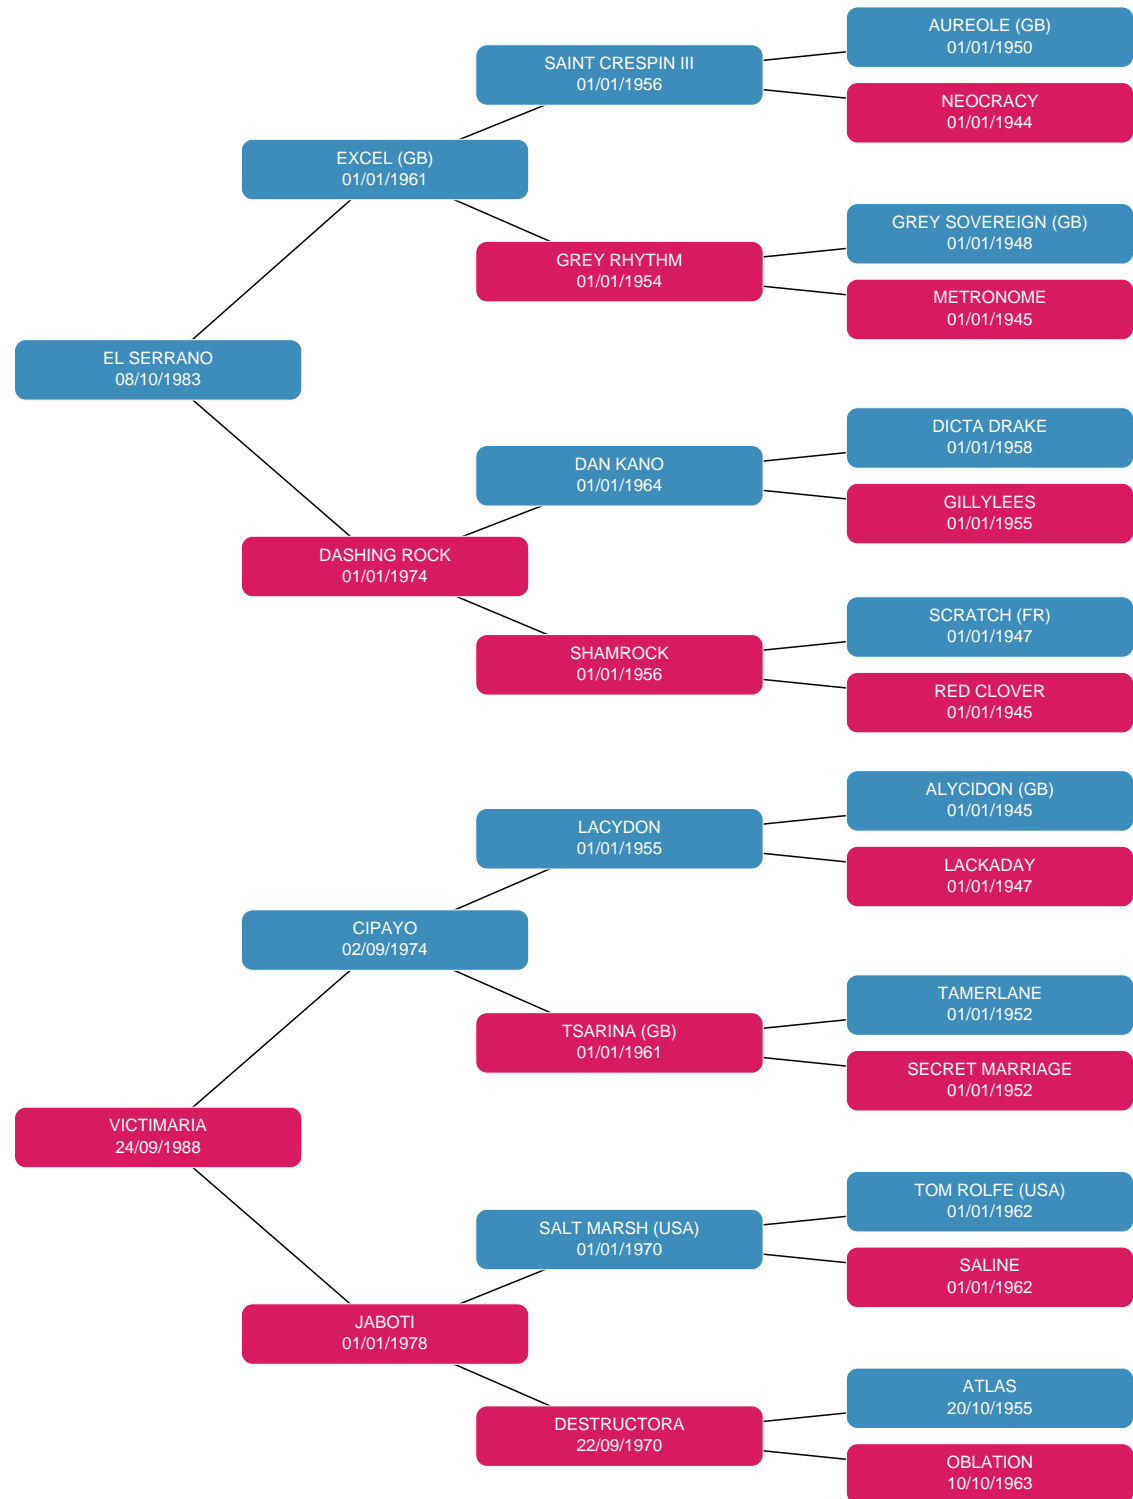 AUREOLE (GB)
01/01/1950
SAINT CRESPIN III
01/01/1956
NEOCRACY
01/01/1944
EXCEL (GB)
01/01/1961
GREY SOVEREIGN (GB)
01/01/1948
GREY RHYTHM
01/01/1954
METRONOME
01/01/1945
EL SERRANO
08/10/1983
DICTA DRAKE
01/01/1958
DAN KANO
01/01/1964
GILLYLEES
01/01/1955
DASHING ROCK
01/01/1974
SCRATCH (FR)
01/01/1947
SHAMROCK
01/01/1956
RED CLOVER
01/01/1945
ALYCIDON (GB)
01/01/1945
LACYDON
01/01/1955
LACKADAY
01/01/1947
CIPAYO
02/09/1974
TAMERLANE
01/01/1952
TSARINA (GB)
01/01/1961
SECRET MARRIAGE
01/01/1952
VICTIMARIA
24/09/1988
TOM ROLFE (USA)
01/01/1962
SALT MARSH (USA)
01/01/1970
SALINE
01/01/1962
JABOTI
01/01/1978
ATLAS
20/10/1955
DESTRUCTORA
22/09/1970
OBLATION
10/10/1963